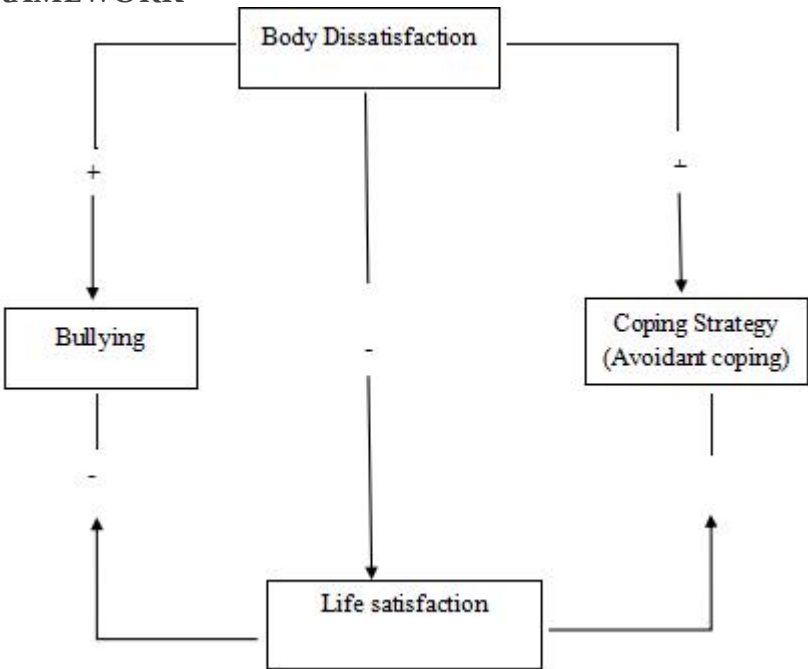 Body Dissatisfaction
+
+
Bullying
-
Coping Strategy
(Avoidant coping)
-
Life satisfaction